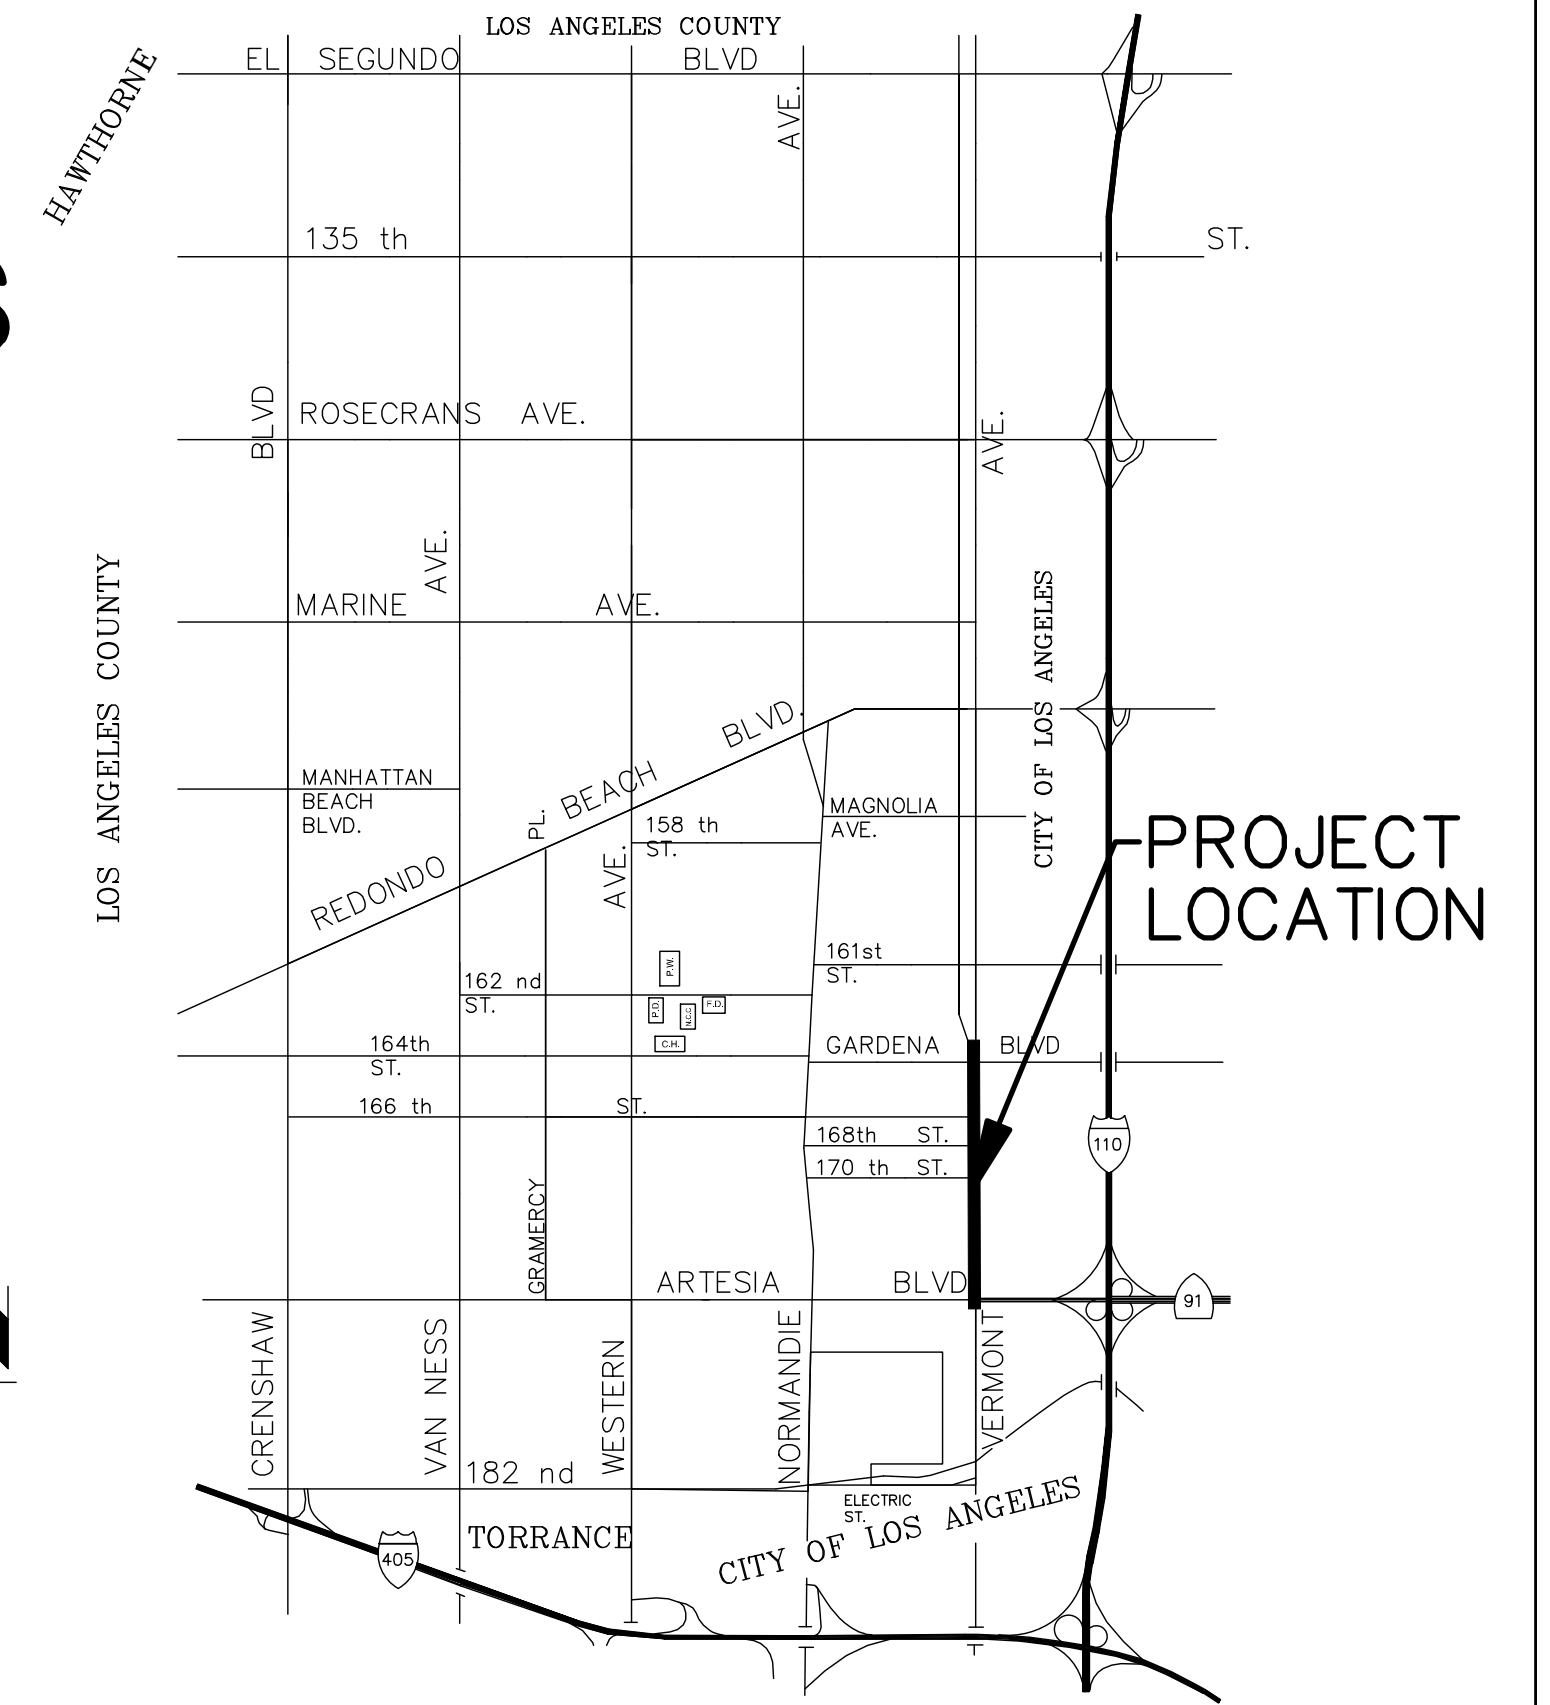 LOS ANGELES COUNTY
EL SEGUNDO BLVD
HAWTHORNE
AVE.
135 th ST.
BLVD
ROSECRANS AVE.
AVE.
AVE.
MARINE AVE.
LOS ANGELES COUNTY
CITY OF LOS ANGELES
REDONDO BEACH BLVD.
MANHATTAN
BEACH
BLVD.
PL.
AVE.
158 th
ST.
MAGNOLIA
AVE.
PROJECT
LOCATION
P.W.
161st
ST.
162 nd
ST.
P.D.
N.C.C
F.D.
C.H.
164th
ST.
GARDENA BLVD
166 th ST.
168th ST.
170 th ST.
110
GRAMERCY
ARTESIA BLVD
91
CRENSHAW
VAN NESS
WESTERN
NORMANDIE
VERMONT
182 nd
ELECTRIC
ST.
TORRANCE
CITY OF LOS ANGELES
405